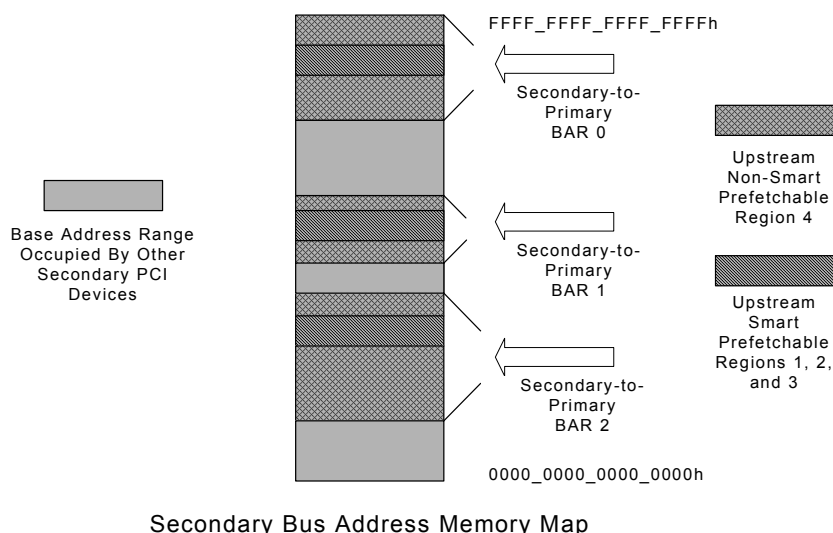 FFFF_FFFF_FFFF_FFFFh
Secondary-to-
Primary
BAR 0
Upstream
Non-Smart
Prefetchable
Region 4
Base Address Range
Occupied By Other
Secondary PCI
Devices
Secondary-to-
Primary
BAR 1
Upstream
Smart
Prefetchable
Regions 1, 2,
and 3
Secondary-to-
Primary
BAR 2
0000_0000_0000_0000h
Secondary Bus Address Memory Map